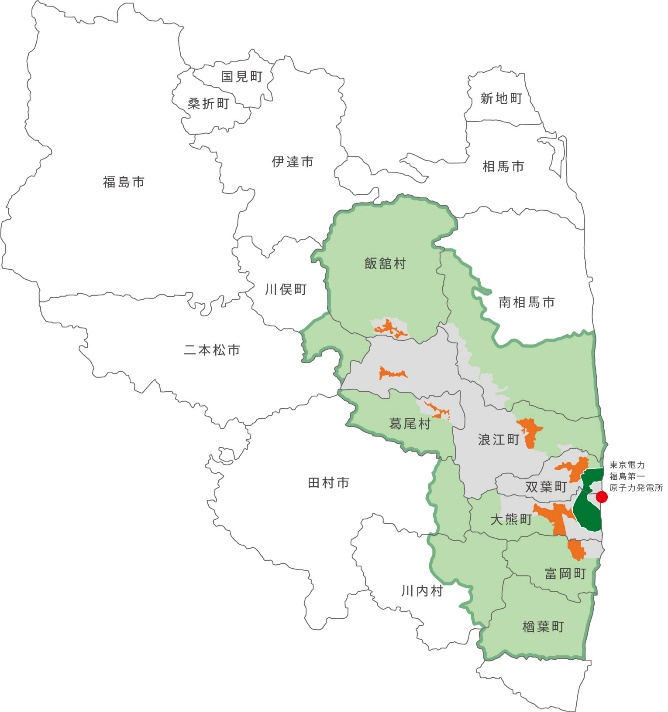 国見町
桑折町
新地町
伊達市
相馬市
福島市
飯舘村
川俣町
南相馬市
二本松市
葛尾村
浪江町
東京電力
福島第一
原子力発電所
田村市
双葉町
大熊町
富岡町
川内村
楢葉町